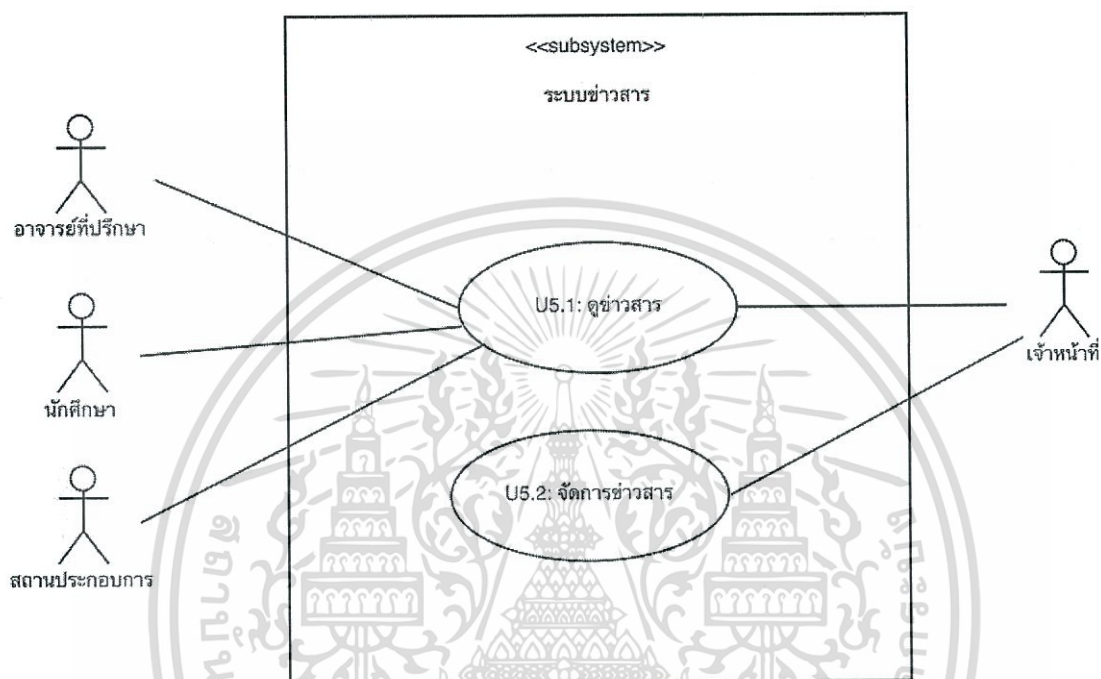 <<subsystem>>
ระบบข่าวสาร
อาจารย์ที่ปรึกษา
นักศึกษา
สถานประกอบการ
U5.1: ดูข่าวสาร
U5.2: จัดการข่าวสาร
เจ้าหน้าที่